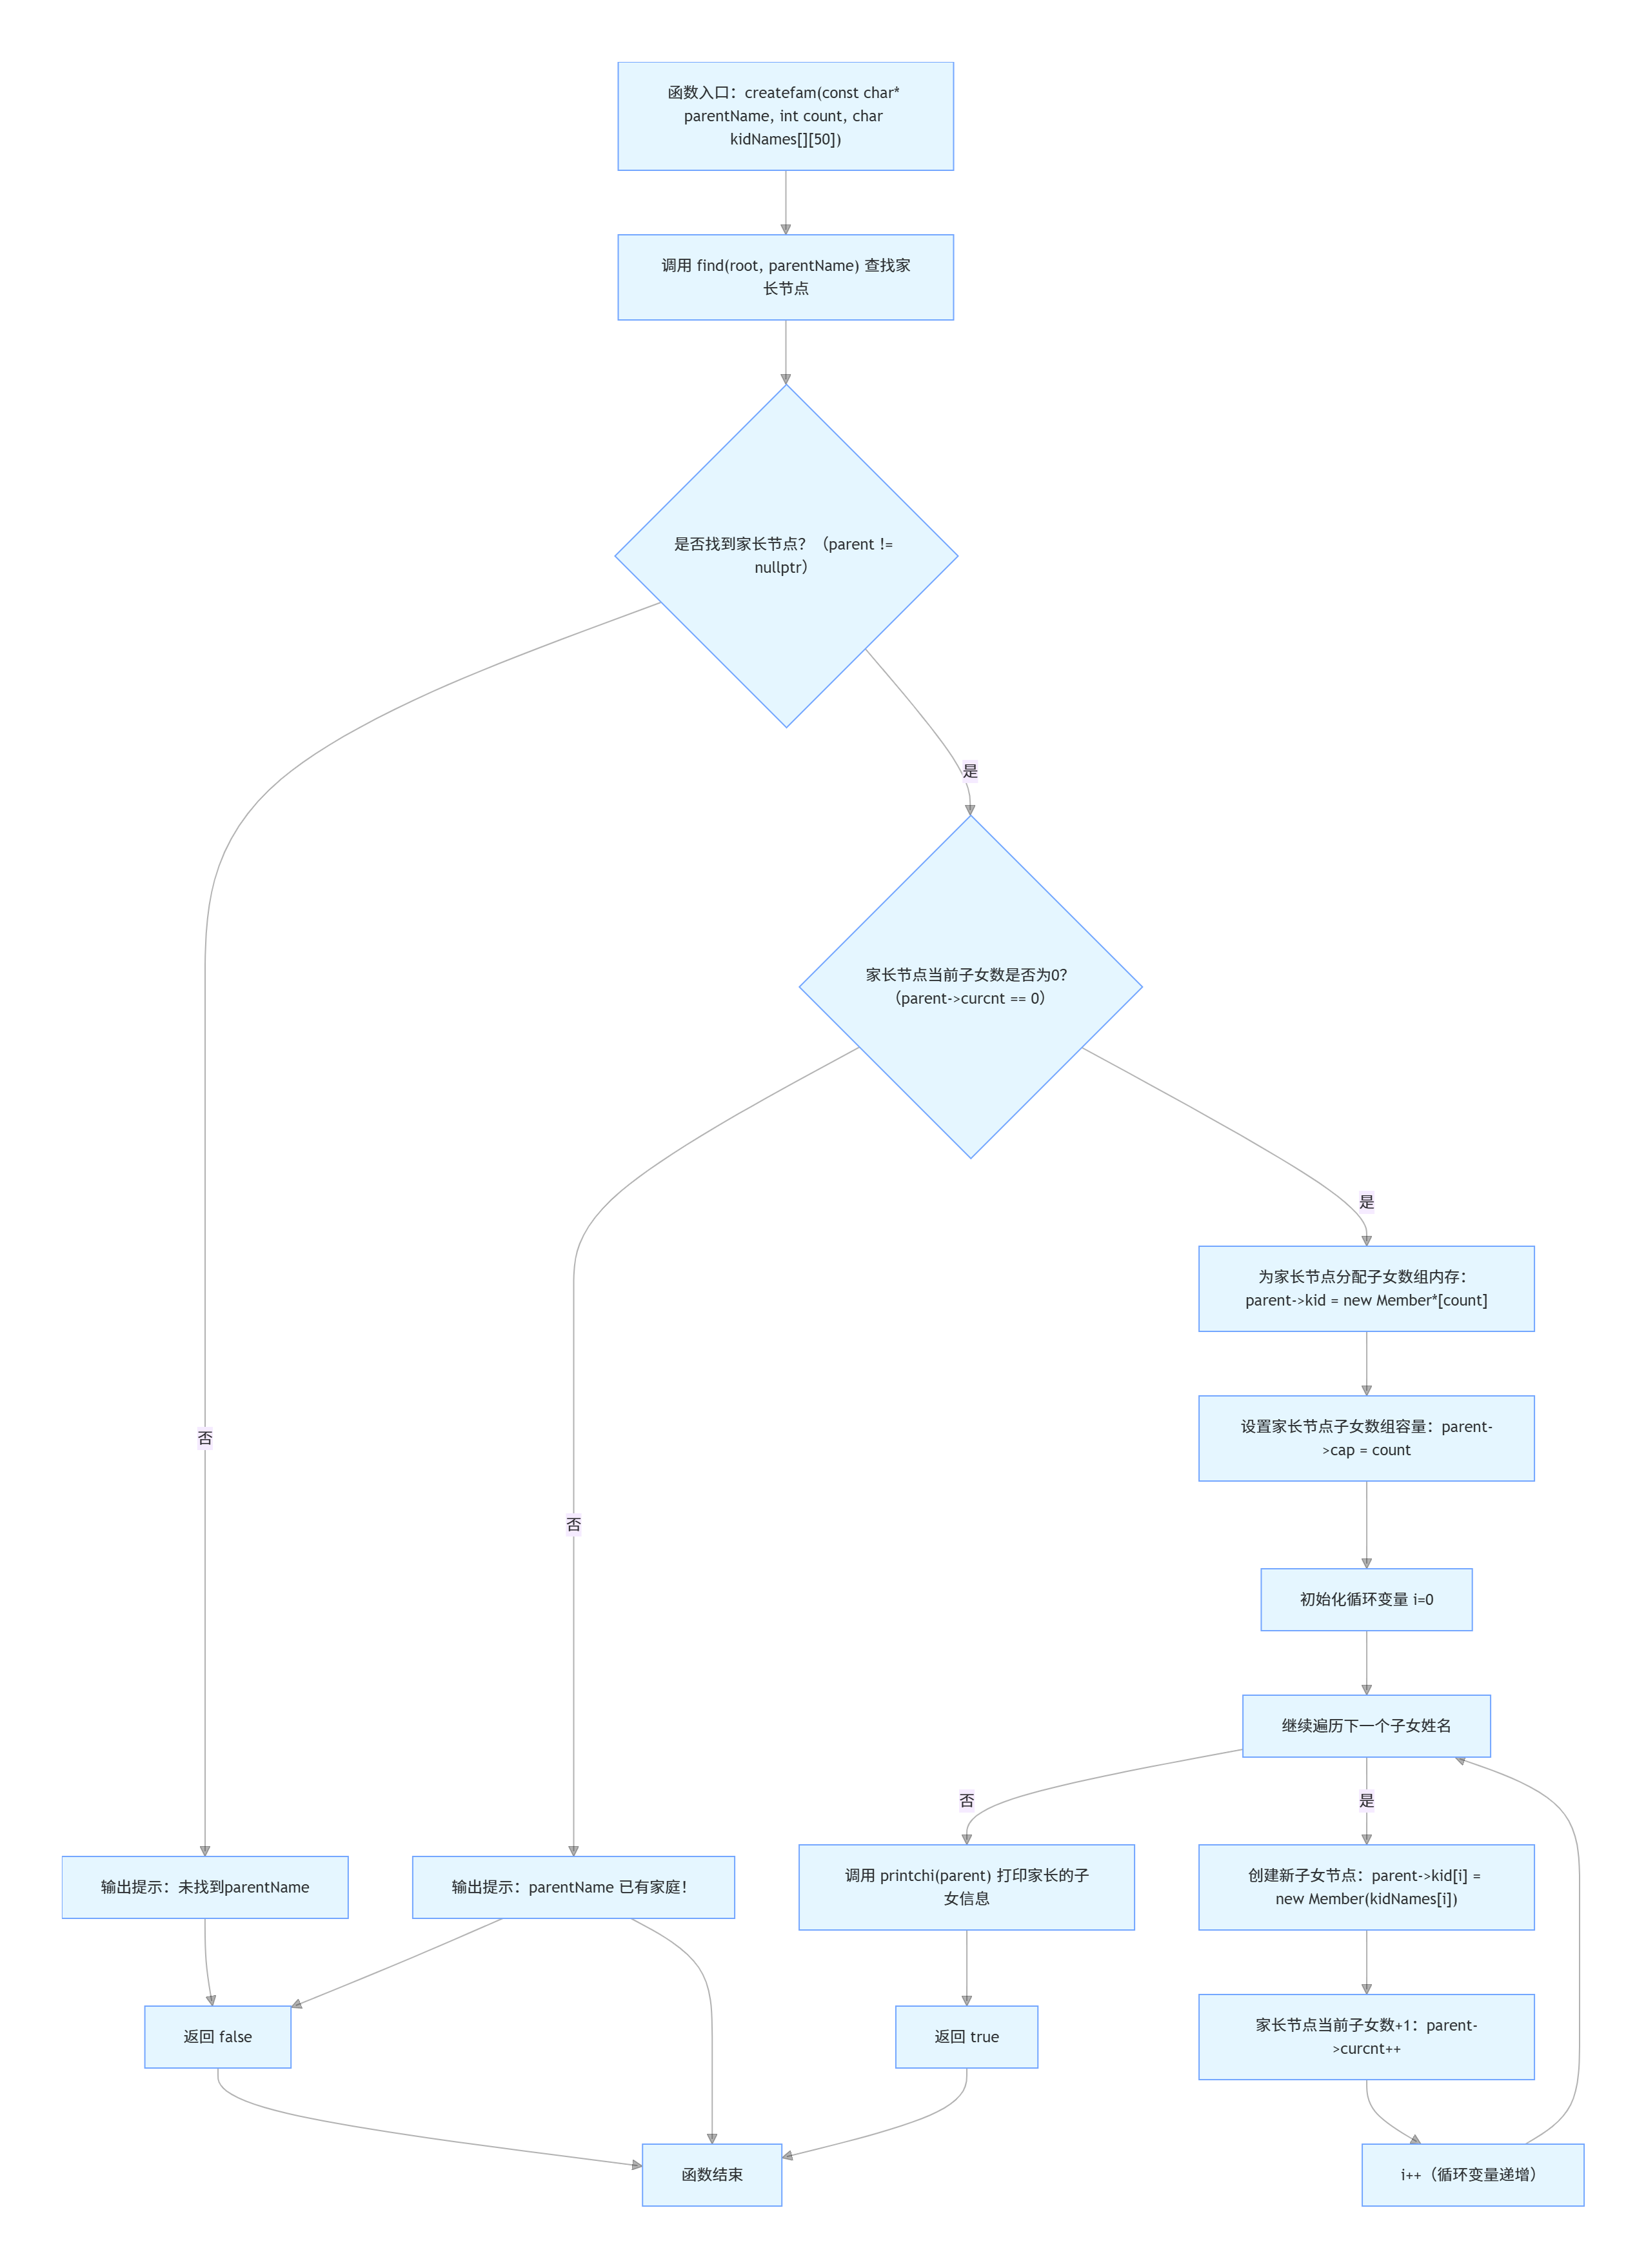 函数入口：createfam(const char*
parentName, int count, char
kidNames[][50])
调用 find(root, parentName) 查找家
长节点
是否找到家长节点？（parent !=
nullptr）
是
家长节点当前子女数是否为0？
（parent->curcnt == 0）
是
为家长节点分配子女数组内存：
parent->kid = new Member*[count]
设置家长节点子女数组容量：parent-
>cap = count
否
否
初始化循环变量 i=0
继续遍历下一个子女姓名
否
是
输出提示：未找到parentName
输出提示：parentName 已有家庭！
调用 printchi(parent) 打印家长的子
女信息
创建新子女节点：parent->kid[i] =
new Member(kidNames[i])
返回 false
返回 true
家长节点当前子女数+1：parent-
>curcnt++
函数结束
i++（循环变量递增）